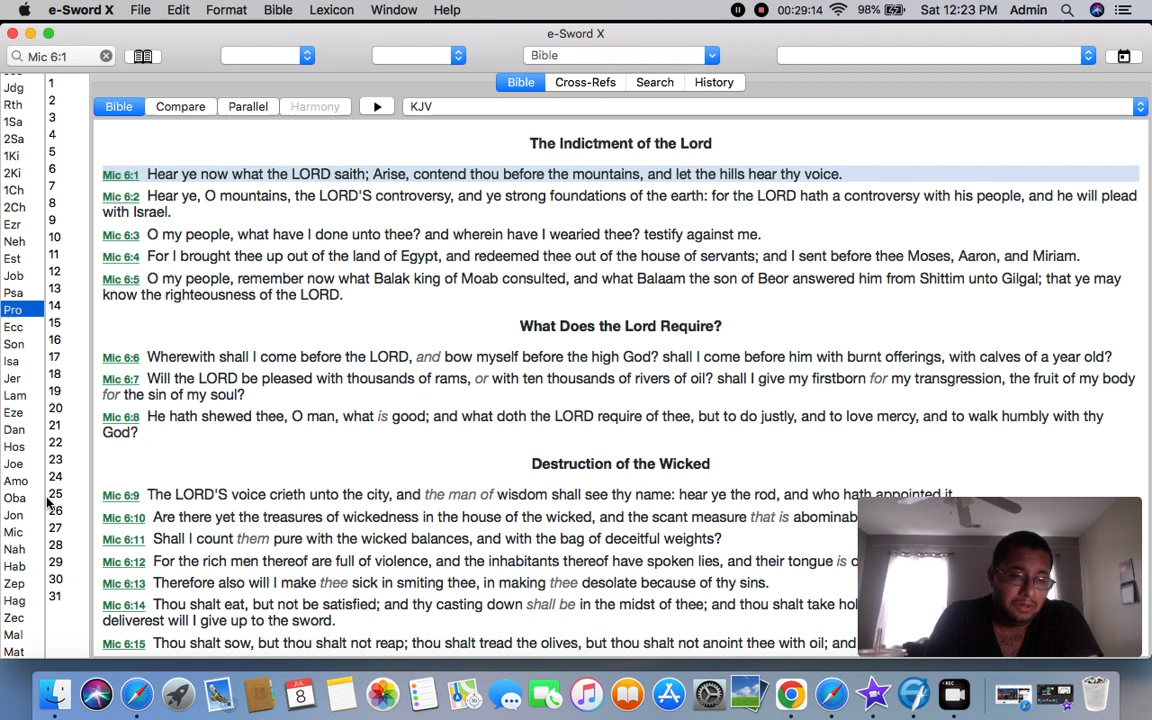 e-Sword X File Edit Format Bible Lexicon Window Help 00:29:14 98% Sat 12:23 PM Admin
e-Sword X
Mic 6:1 Bible
Bible Cross-Refs Search History
Bible Compare Parallel Harmony KJV
Jdg
Rth
1Sa
2Sa
1Ki
2Ki
1Ch
2Ch
Ezr
Neh
Est
Job
Psa
Pro
Ecc
Son
Isa
Jer
Lam
Eze
Dan
Hos
Joe
Amo
Oba
Jon
Mic
Nah
Hab
Zep
Hag
Zec
Mal
Mat
1
2
3
4
5
6
7
8
9
10
11
12
13
14
15
16
17
18
19
20
21
22
23
24
25
26
27
28
29
30
31
The Indictment of the Lord
Mic 6:1 Hear ye now what the LORD saith; Arise, contend thou before the mountains, and let the hills hear thy voice.
Mic 6:2 Hear ye, O mountains, the LORD'S controversy, and ye strong foundations of the earth: for the LORD hath a controversy with his people, and he will plead
with Israel.
Mic 6:3 O my people, what have I done unto thee? and wherein have I wearied thee? testify against me.
Mic 6:4 For I brought thee up out of the land of Egypt, and redeemed thee out of the house of servants; and I sent before thee Moses, Aaron, and Miriam.
Mic 6:5 O my people, remember now what Balak king of Moab consulted, and what Balaam the son of Beor answered him from Shittim unto Gilgal; that ye may
know the righteousness of the LORD.
What Does the Lord Require?
Mic 6:6 Wherewith shall I come before the LORD, and bow myself before the high God? shall I come before him with burnt offerings, with calves of a year old?
Mic 6:7 Will the LORD be pleased with thousands of rams, or with ten thousands of rivers of oil? shall I give my firstborn for my transgression, the fruit of my body
for the sin of my soul?
Mic 6:8 He hath shewed thee, O man, what is good; and what doth the LORD require of thee, but to do justly, and to love mercy, and to walk humbly with thy
God?
Destruction of the Wicked
Mic 6:9 The LORD'S voice crieth unto the city, and the man of wisdom shall see thy name: hear ye the rod, and who hath appointed it.
Mic 6:10 Are there yet the treasures of wickedness in the house of the wicked, and the scant measure that is abominab
Mic 6:11 Shall I count them pure with the wicked balances, and with the bag of deceitful weights?
Mic 6:12 For the rich men thereof are full of violence, and the inhabitants thereof have spoken lies, and their tongue is
Mic 6:13 Therefore also will I make thee sick in smiting thee, in making thee desolate because of thy sins.
Mic 6:14 Thou shalt eat, but not be satisfied; and thy casting down shall be in the midst of thee; and thou shalt take hol
deliverest will I give up to the sword.
Mic 6:15 Thou shalt sow, but thou shalt not reap; thou shalt tread the olives, but thou shalt not anoint thee with oil; and
JUL
8
REC